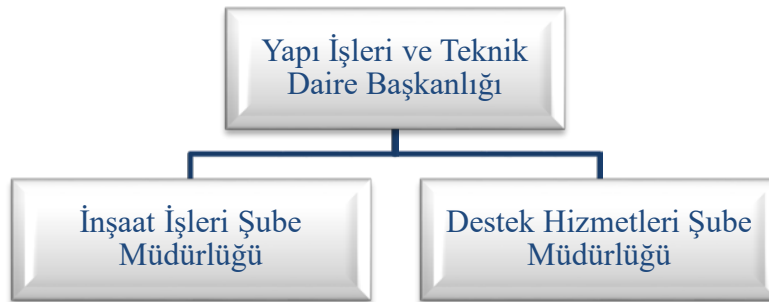 Yapı İşleri ve Teknik
Daire Başkanlığı
İnşaat İşleri Şube
Müdürlüğü
Destek Hizmetleri Şube
Müdürlüğü